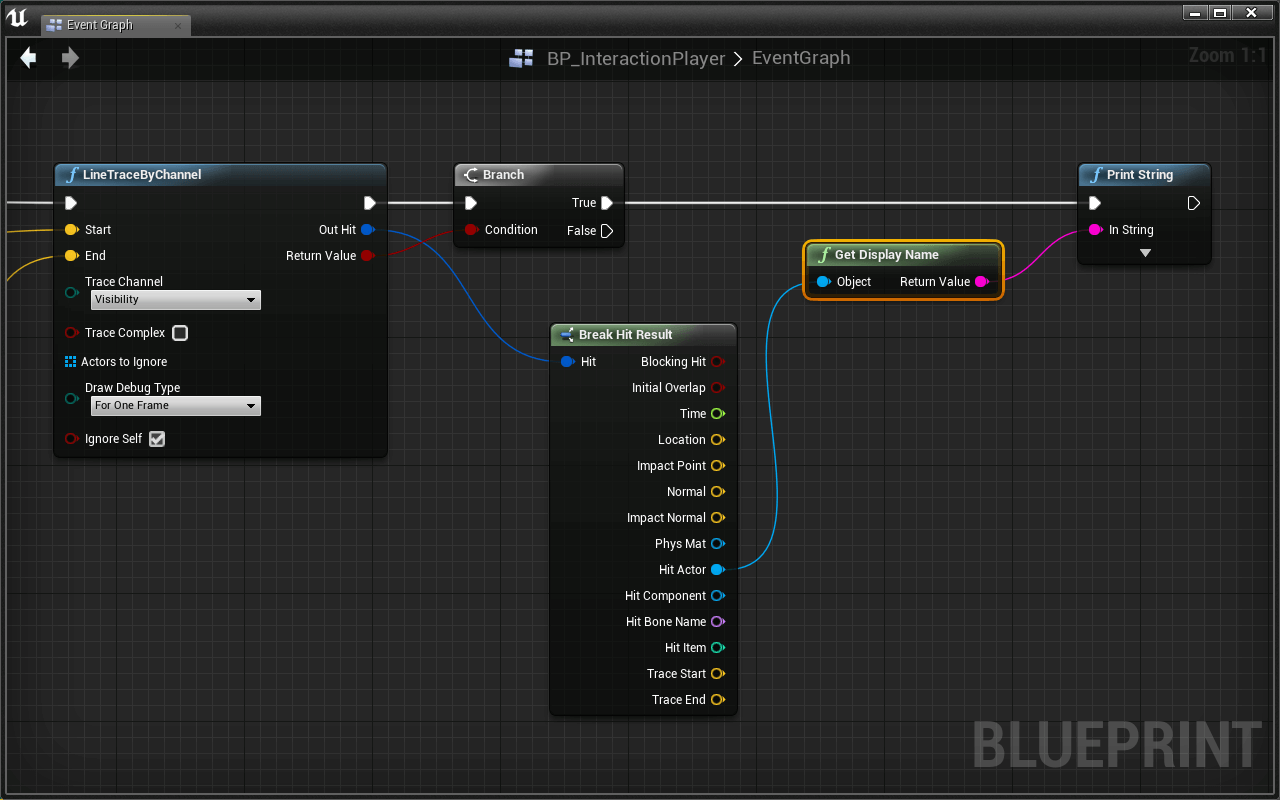 Event Graph
BP_InteractionPlayer > EventGraph
Zoom 1:1
LineTraceByChannel
Start
Out Hit
End
Return Value
Trace Channel
Visibility
Trace Complex
Actors to Ignore
Draw Debug Type
For One Frame
Ignore Self
Branch
True
Condition
False
Break Hit Result
Hit
Blocking Hit
Initial Overlap
Time
Location
Impact Point
Normal
Impact Normal
Phys Mat
Hit Actor
Hit Component
Hit Bone Name
Hit Item
Trace Start
Trace End
Get Display Name
Object
Return Value
Print String
In String
BLUEPRINT